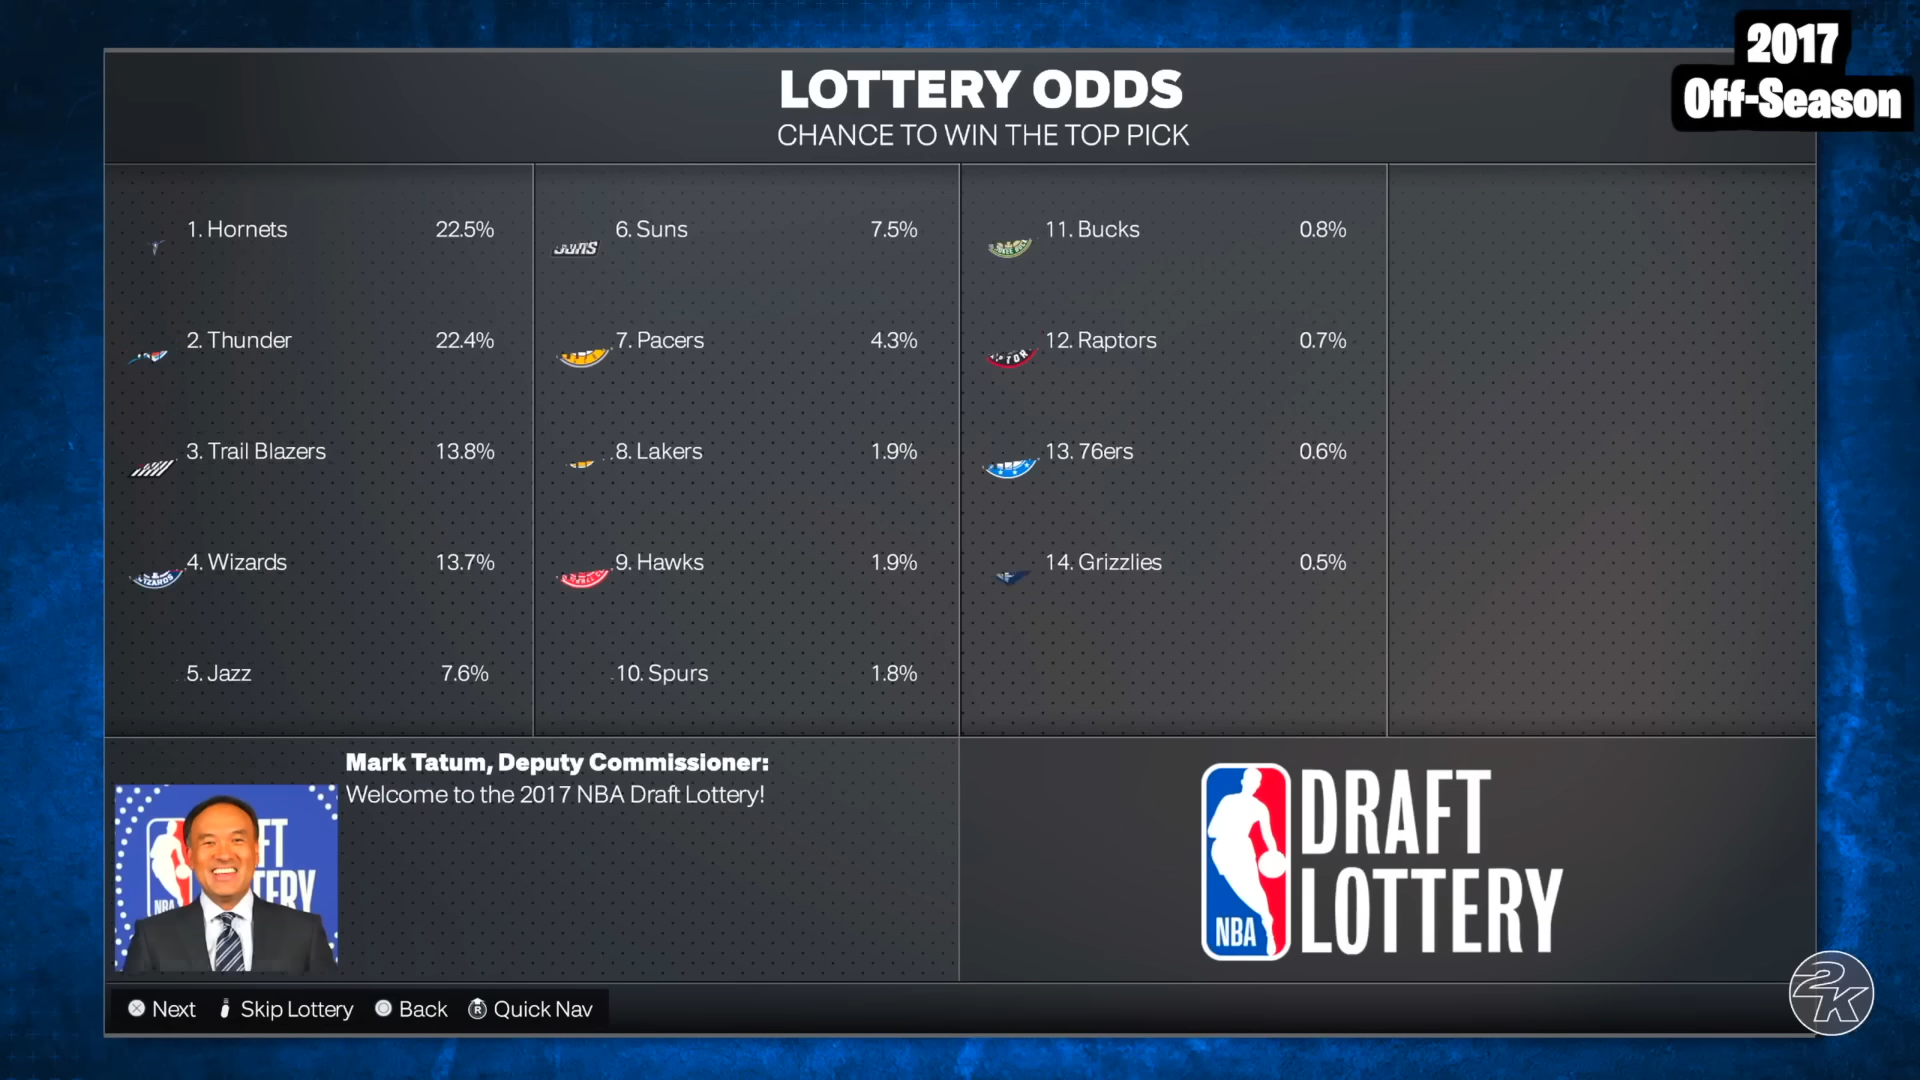 2017
Off-Season
LOTTERY ODDS
CHANCE TO WIN THE TOP PICK
1. Hornets 22.5%
2. Thunder 22.4%
3. Trail Blazers 13.8%
4. Wizards 13.7%
5. Jazz 7.6%
6. Suns 7.5%
7. Pacers 4.3%
8. Lakers 1.9%
9. Hawks 1.9%
10. Spurs 1.8%
11. Bucks 0.8%
12. Raptors 0.7%
13. 76ers 0.6%
14. Grizzlies 0.5%
Mark Tatum, Deputy Commissioner:
Welcome to the 2017 NBA Draft Lottery!
NBA
DRAFT
LOTTERY
Next Skip Lottery Back R Quick Nav
2K